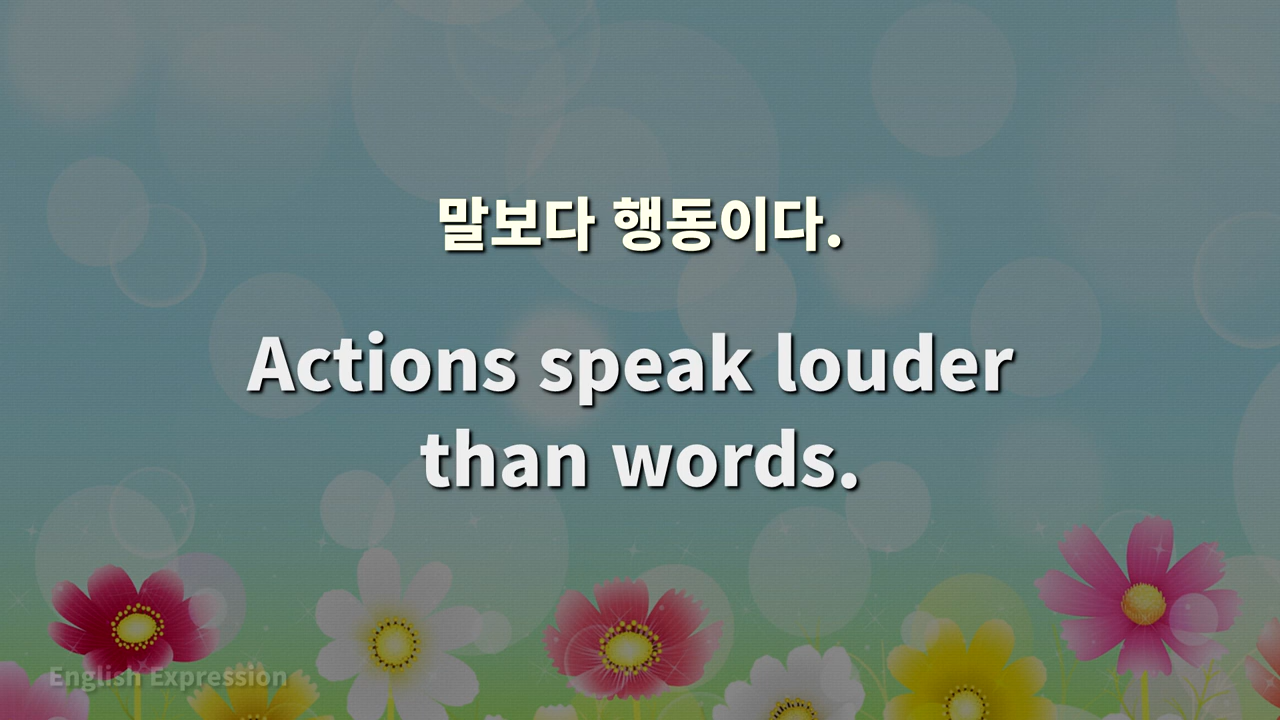 말보다 행동이다.
Actions speak louder
than words.
English Expression